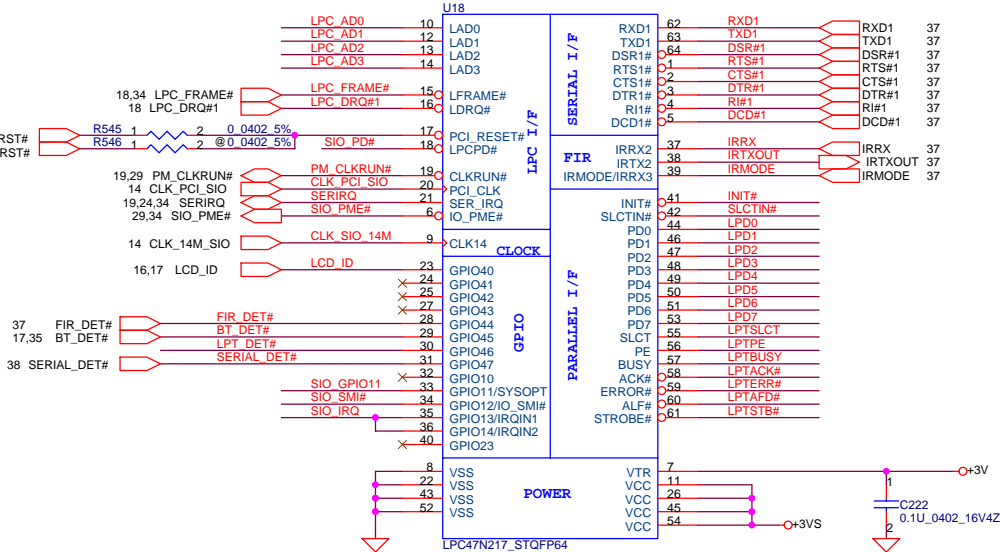 U18
LPC_AD0 10 LAD0 RXD1 62 RXD1 RXD1 37
LPC_AD1 12 LAD1 TXD1 63 TXD1 TXD1 37
LPC_AD2 13 LAD2 DSR1# 64 DSR#1 DSR#1 37
LPC_AD3 14 LAD3 RTS1# 1 RTS#1 RTS#1 37
CTS1# 2 CTS#1 CTS#1 37
18,34 LPC_FRAME# LPC_FRAME# 15 LFRAME# DTR1# 3 DTR#1 DTR#1 37
18 LPC_DRQ#1 LPC_DRQ#1 16 LDRQ# RI1# 4 RI#1 RI#1 37
DCD1# 5 DCD#1 DCD#1 37
LPC I/F
SERIAL I/F
RST# R545 1 2 0_0402_5% 17 PCI_RESET#
RST# R546 1 2 @0_0402_5% SIO_PD# 18 LPCPD#
FIR
IRRX2 37 IRRX IRRX 37
IRTX2 38 IRTXOUT IRTXOUT 37
IRMODE/IRRX3 39 IRMODE IRMODE 37
19,29 PM_CLKRUN# PM_CLKRUN# 19 CLKRUN#
14 CLK_PCI_SIO CLK_PCI_SIO 20 PCI_CLK
19,24,34 SERIRQ SERIRQ 21 SER_IRQ
29,34 SIO_PME# SIO_PME# 6 IO_PME#
14 CLK_14M_SIO CLK_SIO_14M 9 CLK14
CLOCK
INIT# 41 INIT#
SLCTIN# 42 SLCTIN#
PD0 44 LPD0
PD1 46 LPD1
PD2 47 LPD2
PD3 48 LPD3
PD4 49 LPD4
PD5 50 LPD5
PD6 51 LPD6
PD7 53 LPD7
SLCT 55 LPTSLCT
PE 56 LPTPE
BUSY 57 LPTBUSY
ACK# 58 LPTACK#
ERROR# 59 LPTERR#
ALF# 60 LPTAFD#
STROBE# 61 LPTSTB#
PARALLEL I/F
16,17 LCD_ID LCD_ID 23 GPIO40
24 GPIO41
25 GPIO42
27 GPIO43
37 FIR_DET# FIR_DET# 28 GPIO44
17,35 BT_DET# BT_DET# 29 GPIO45
LPT_DET# 30 GPIO46
38 SERIAL_DET# SERIAL_DET# 31 GPIO47
32 GPIO10
SIO_GPIO11 33 GPIO11/SYSOPT
SIO_SMI# 34 GPIO12/IO_SMI#
SIO_IRQ 35 GPIO13/IRQIN1
36 GPIO14/IRQIN2
40 GPIO23
GPIO
8 VSS VTR 7 +3V
22 VSS VCC 11
43 VSS VCC 26
52 VSS VCC 45
VCC 54 +3VS
POWER
1
C222
0.1U_0402_16V4Z
2
LPC47N217_STQFP64